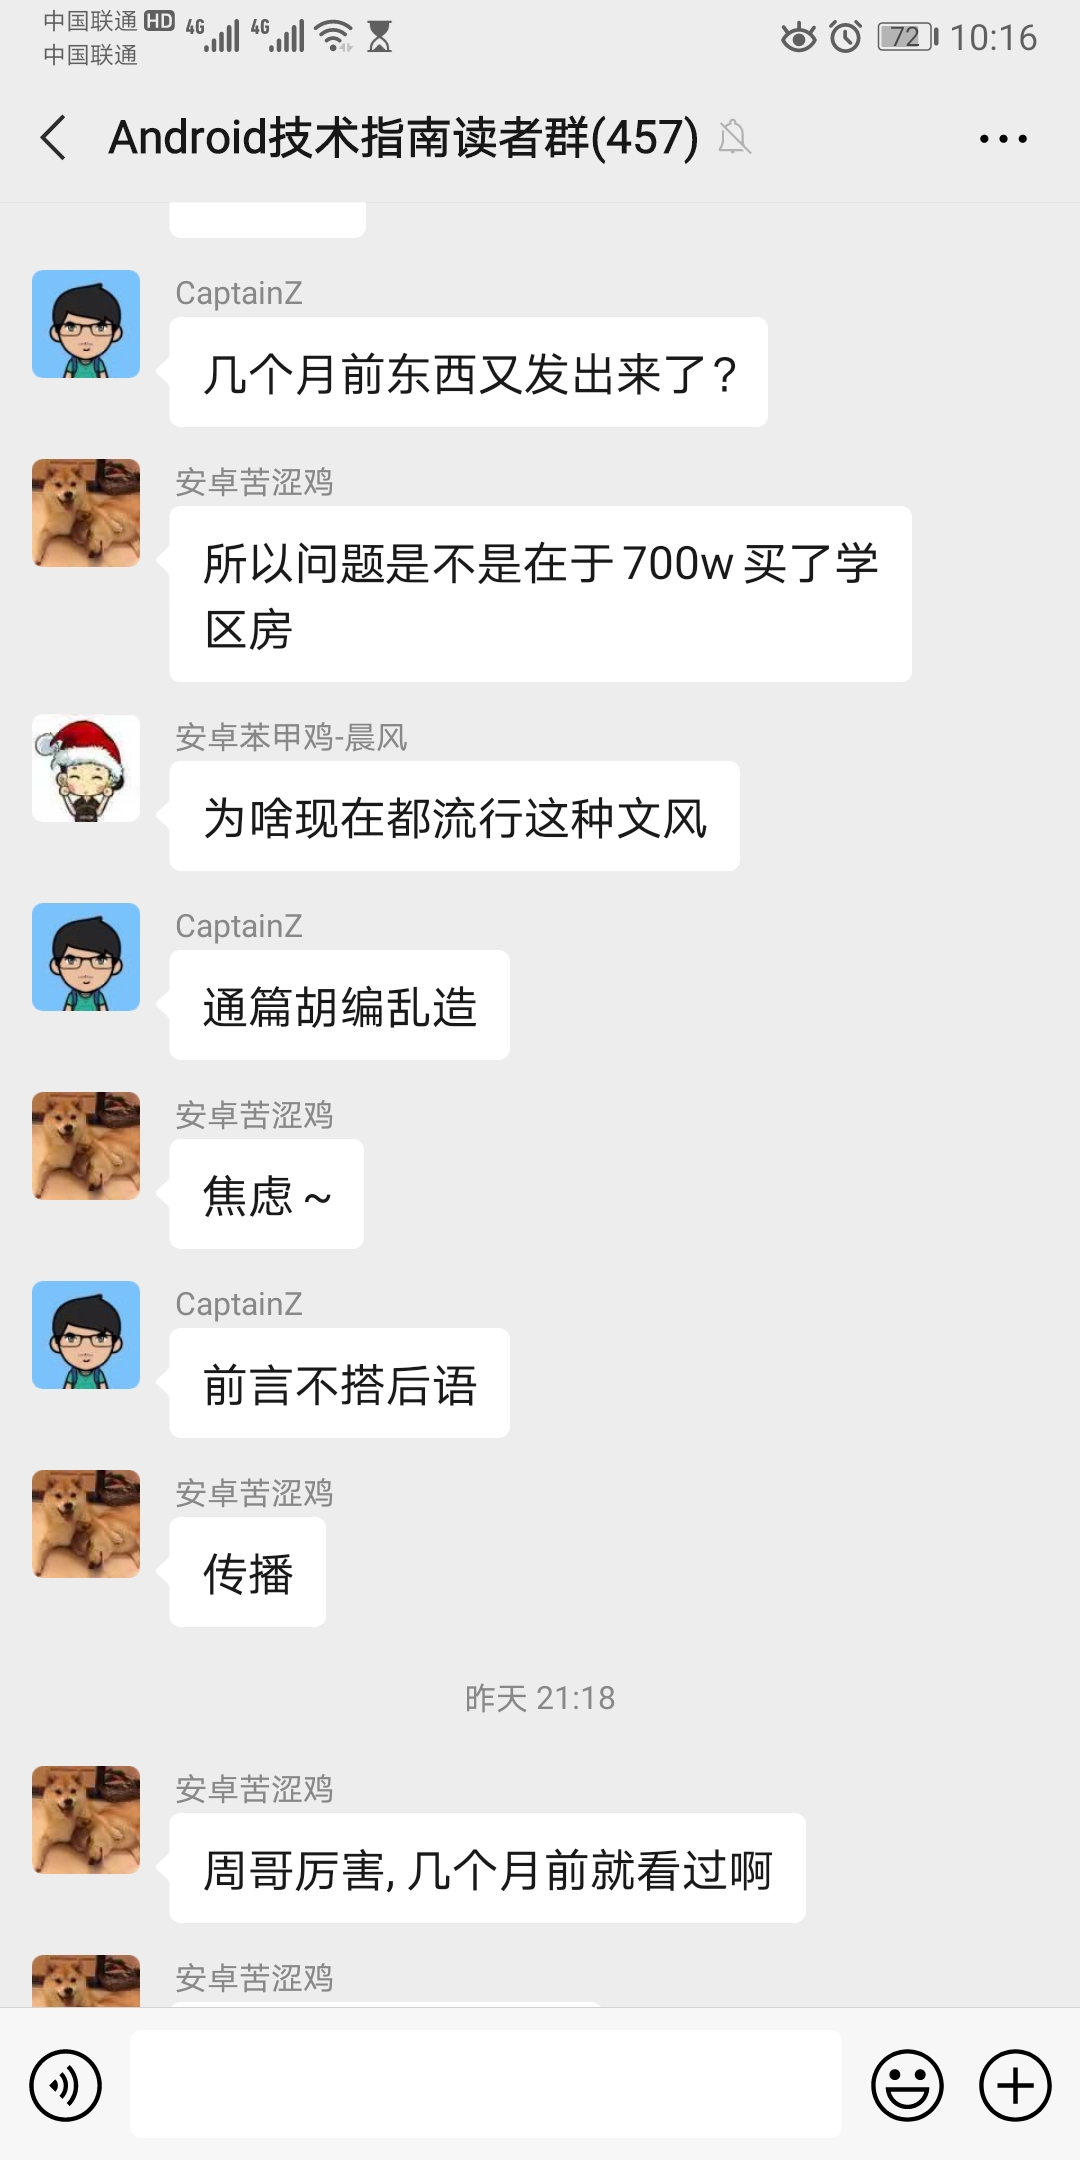 中国联通 HD 4G 4G 72 10:16
中国联通
Android技术指南读者群(457)
CaptainZ
几个月前东西又发出来了?
安卓苦涩鸡
所以问题是不是在于700w买了学
区房
安卓苯甲鸡-晨风
为啥现在都流行这种文风
CaptainZ
通篇胡编乱造
安卓苦涩鸡
焦虑~
CaptainZ
前言不搭后语
安卓苦涩鸡
传播
昨天 21:18
安卓苦涩鸡
周哥厉害,几个月前就看过啊
安卓苦涩鸡